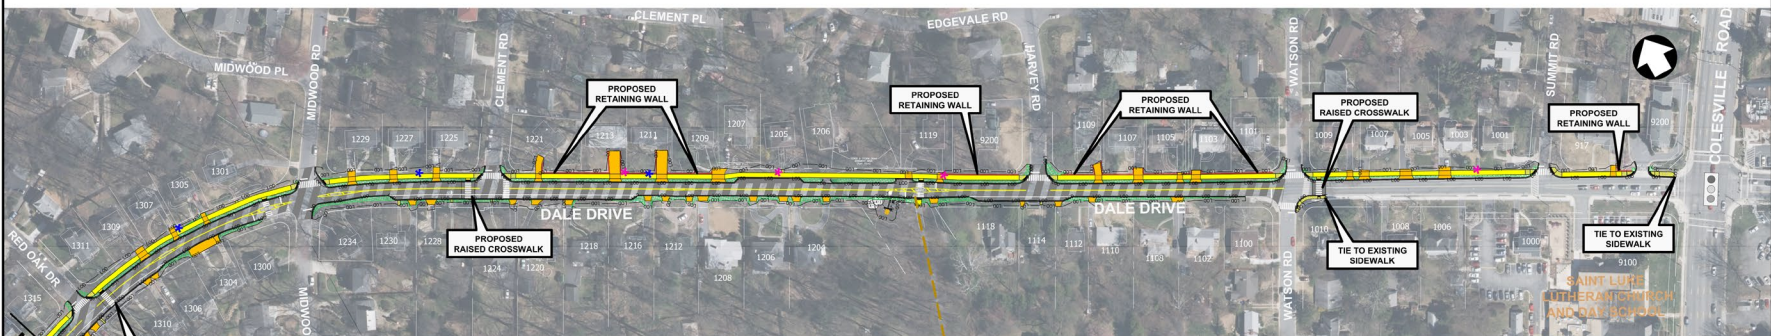 CLEMENT PL
EDGEVALE RD
MIDWOOD PL
MIDWOOD RD
CLEMENT RD
HARVEY RD
WATSON RD
SUMMIT RD
COLESVILLE ROAD
PROPOSED
RETAINING WALL
PROPOSED
RETAINING WALL
PROPOSED
RETAINING WALL
PROPOSED
RAISED CROSSWALK
PROPOSED
RETAINING WALL
1229
1227
1225
1221
1213
1211
1209
1207
1205
1206
1119
9200
1109
1107
1105
1103
1101
1009
1007
1005
1003
1001
917
9200
1301
1305
1307
1309
1311
1315
RED OAK DR
DALE DRIVE
DALE DRIVE
PROPOSED
RAISED CROSSWALK
TIE TO EXISTING
SIDEWALK
TIE TO EXISTING
SIDEWALK
1234
1230
1228
1224
1220
1218
1216
1212
1208
1206
1204
1118
1114
1112
1110
1108
1102
1100
1010
1008
1006
1000
9100
1300
1304
1306
1310
MIDWOO
WATSON RD
SAINT LUKE
LUTHERAN CHURCH
AND DAY SCHOOL